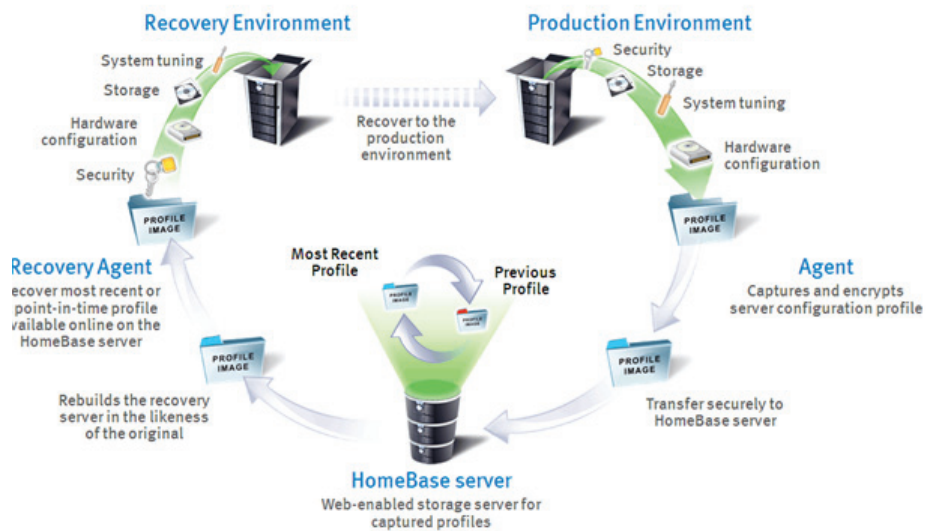 Recovery Environment
Production Environment
System tuning
Storage
Hardware
configuration
Security
PROFILE
IMAGE
Recover to the
production
environment
Security
Storage
System tuning
Hardware
configuration
PROFILE
IMAGE
Recovery Agent
ecover most recent or
point-in-time profile
vailable online on the
HomeBase server
Most Recent
Profile
Previous
Profile
PROFILE
IMAGE
PROFILE
IMAGE
Agent
Captures and encrypts
server configuration profile
PROFILE
IMAGE
Rebuilds the recovery
server in the likeness
of the original
PROFILE
IMAGE
Transfer securely to
HomeBase server
HomeBase server
Web-enabled storage server for
captured profiles